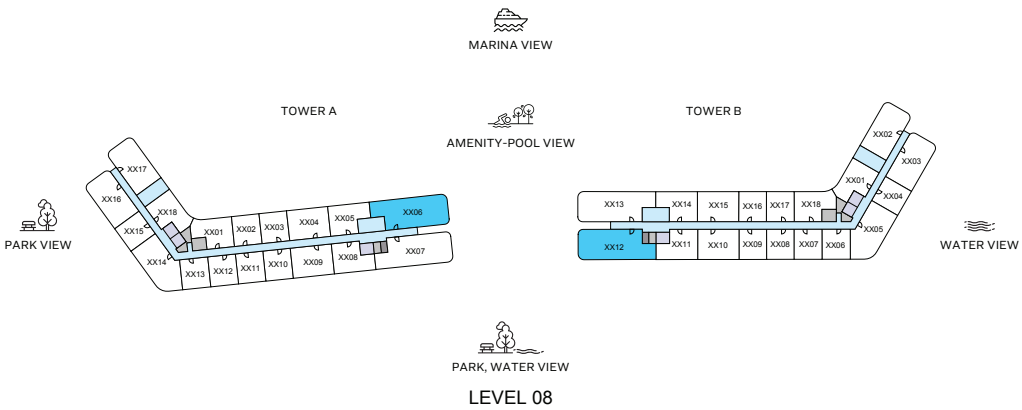 MARINA VIEW
TOWER A
TOWER B
AMENITY-POOL VIEW
PARK VIEW
WATER VIEW
XX17
XX16
XX18
XX15
XX14
XX01
XX02
XX03
XX04
XX05
XX06
XX13
XX12
XX11
XX10
XX09
XX08
XX07
XX02
XX03
XX01
XX04
XX05
XX13
XX14
XX15
XX16
XX17
XX18
XX12
XX11
XX10
XX09
XX08
XX07
XX06
PARK, WATER VIEW
LEVEL 08